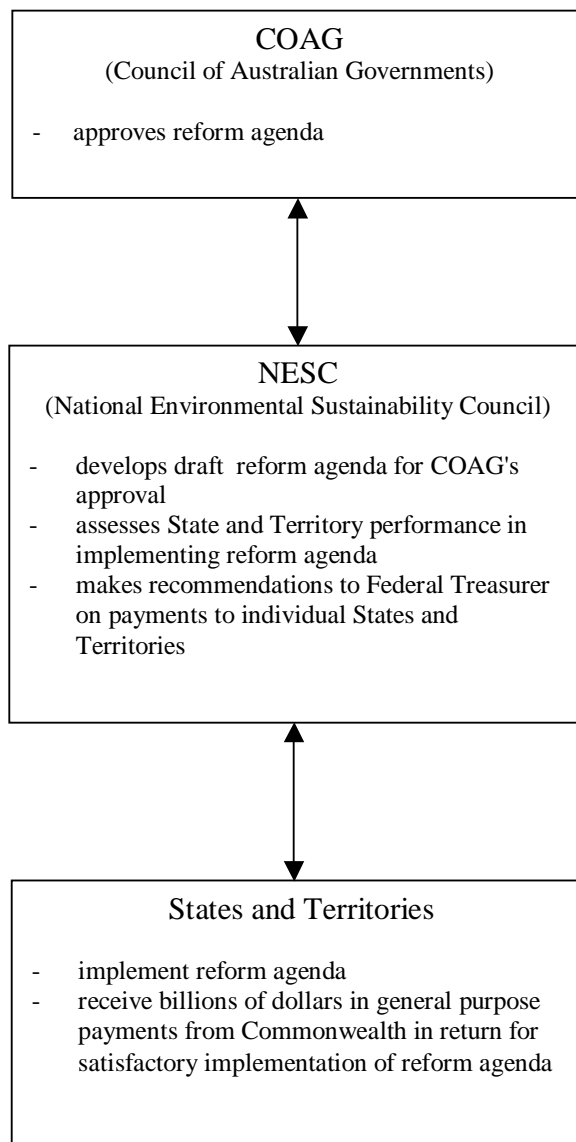 COAG
(Council of Australian Governments)
- approves reform agenda
NESC
(National Environmental Sustainability Council)
- develops draft reform agenda for COAG's
approval
- assesses State and Territory performance in
implementing reform agenda
- makes recommendations to Federal Treasurer
on payments to individual States and
Territories
States and Territories
- implement reform agenda
- receive billions of dollars in general purpose
payments from Commonwealth in return for
satisfactory implementation of reform agenda